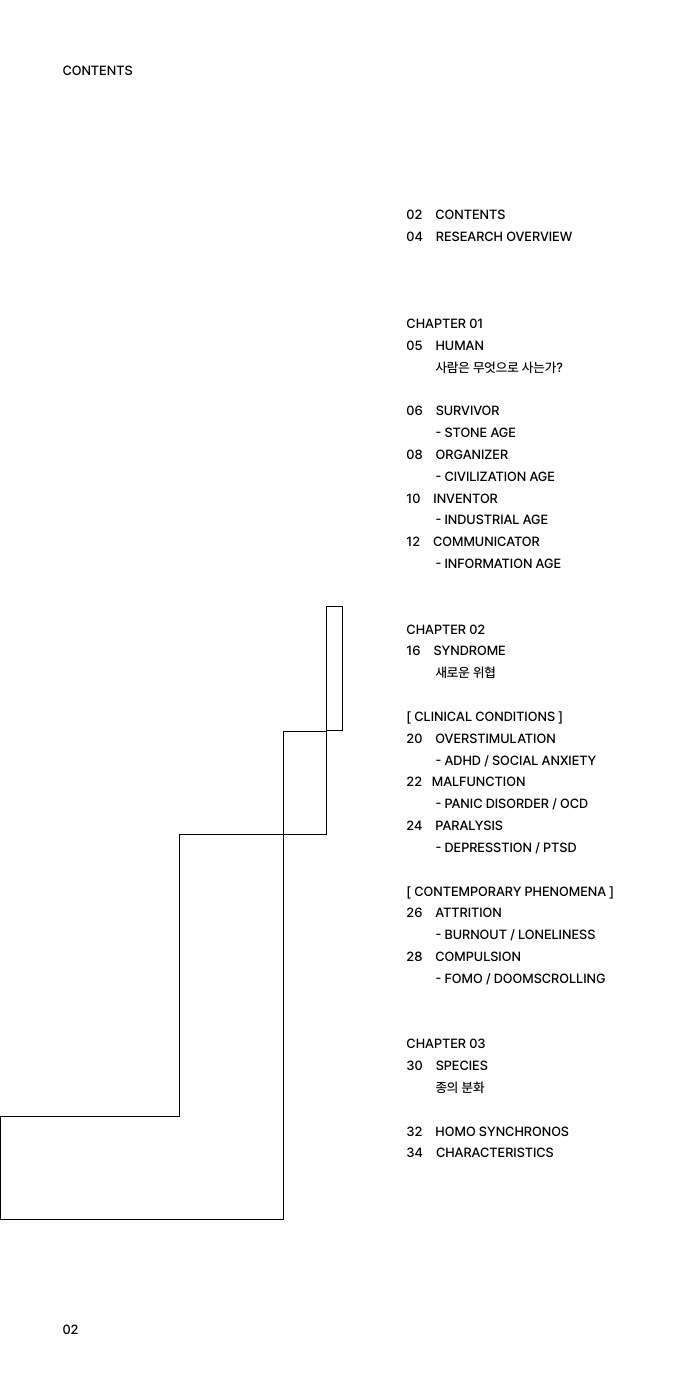 CONTENTS
02 CONTENTS
04 RESEARCH OVERVIEW
CHAPTER 01
05 HUMAN
사람은 무엇으로 사는가?
06 SURVIVOR
- STONE AGE
08 ORGANIZER
- CIVILIZATION AGE
10 INVENTOR
- INDUSTRIAL AGE
12 COMMUNICATOR
- INFORMATION AGE
CHAPTER 02
16 SYNDROME
새로운 위협
[ CLINICAL CONDITIONS ]
20 OVERSTIMULATION
- ADHD / SOCIAL ANXIETY
22 MALFUNCTION
- PANIC DISORDER / OCD
24 PARALYSIS
- DEPRESSTION / PTSD
[ CONTEMPORARY PHENOMENA ]
26 ATTRITION
- BURNOUT / LONELINESS
28 COMPULSION
- FOMO / DOOMSCROLLING
CHAPTER 03
30 SPECIES
종의 분화
32 HOMO SYNCHRONOS
34 CHARACTERISTICS
02